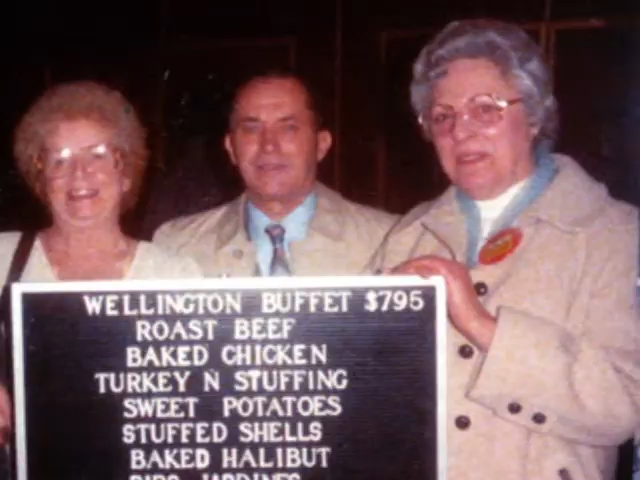 WELLINGTON BUFFET $795
ROAST BEEF
BAKED CHICKEN
TURKEY N STUFFING
SWEET POTATOES
STUFFED SHELLS
BAKED HALIBUT